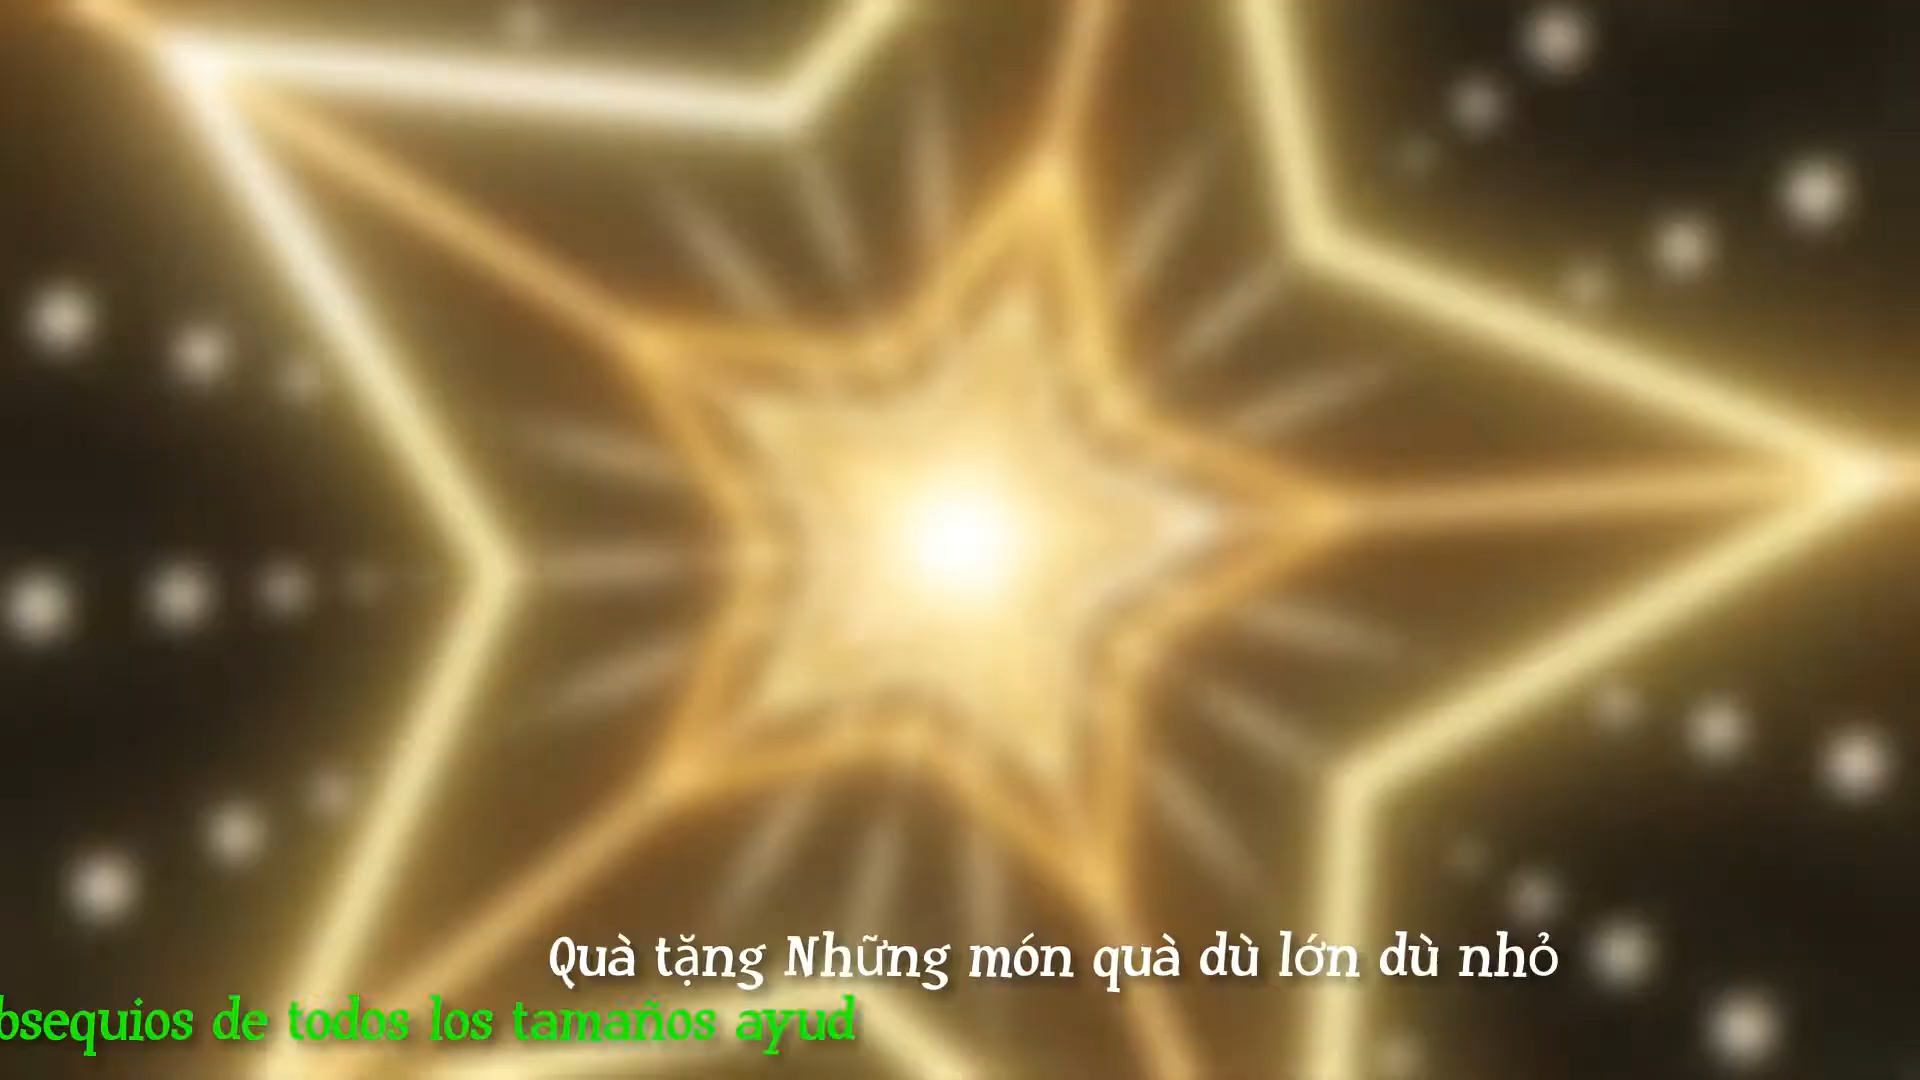 Quà tặng Những món quà dù lớn dù nhỏ
bsequios de todos los tamaños ayud